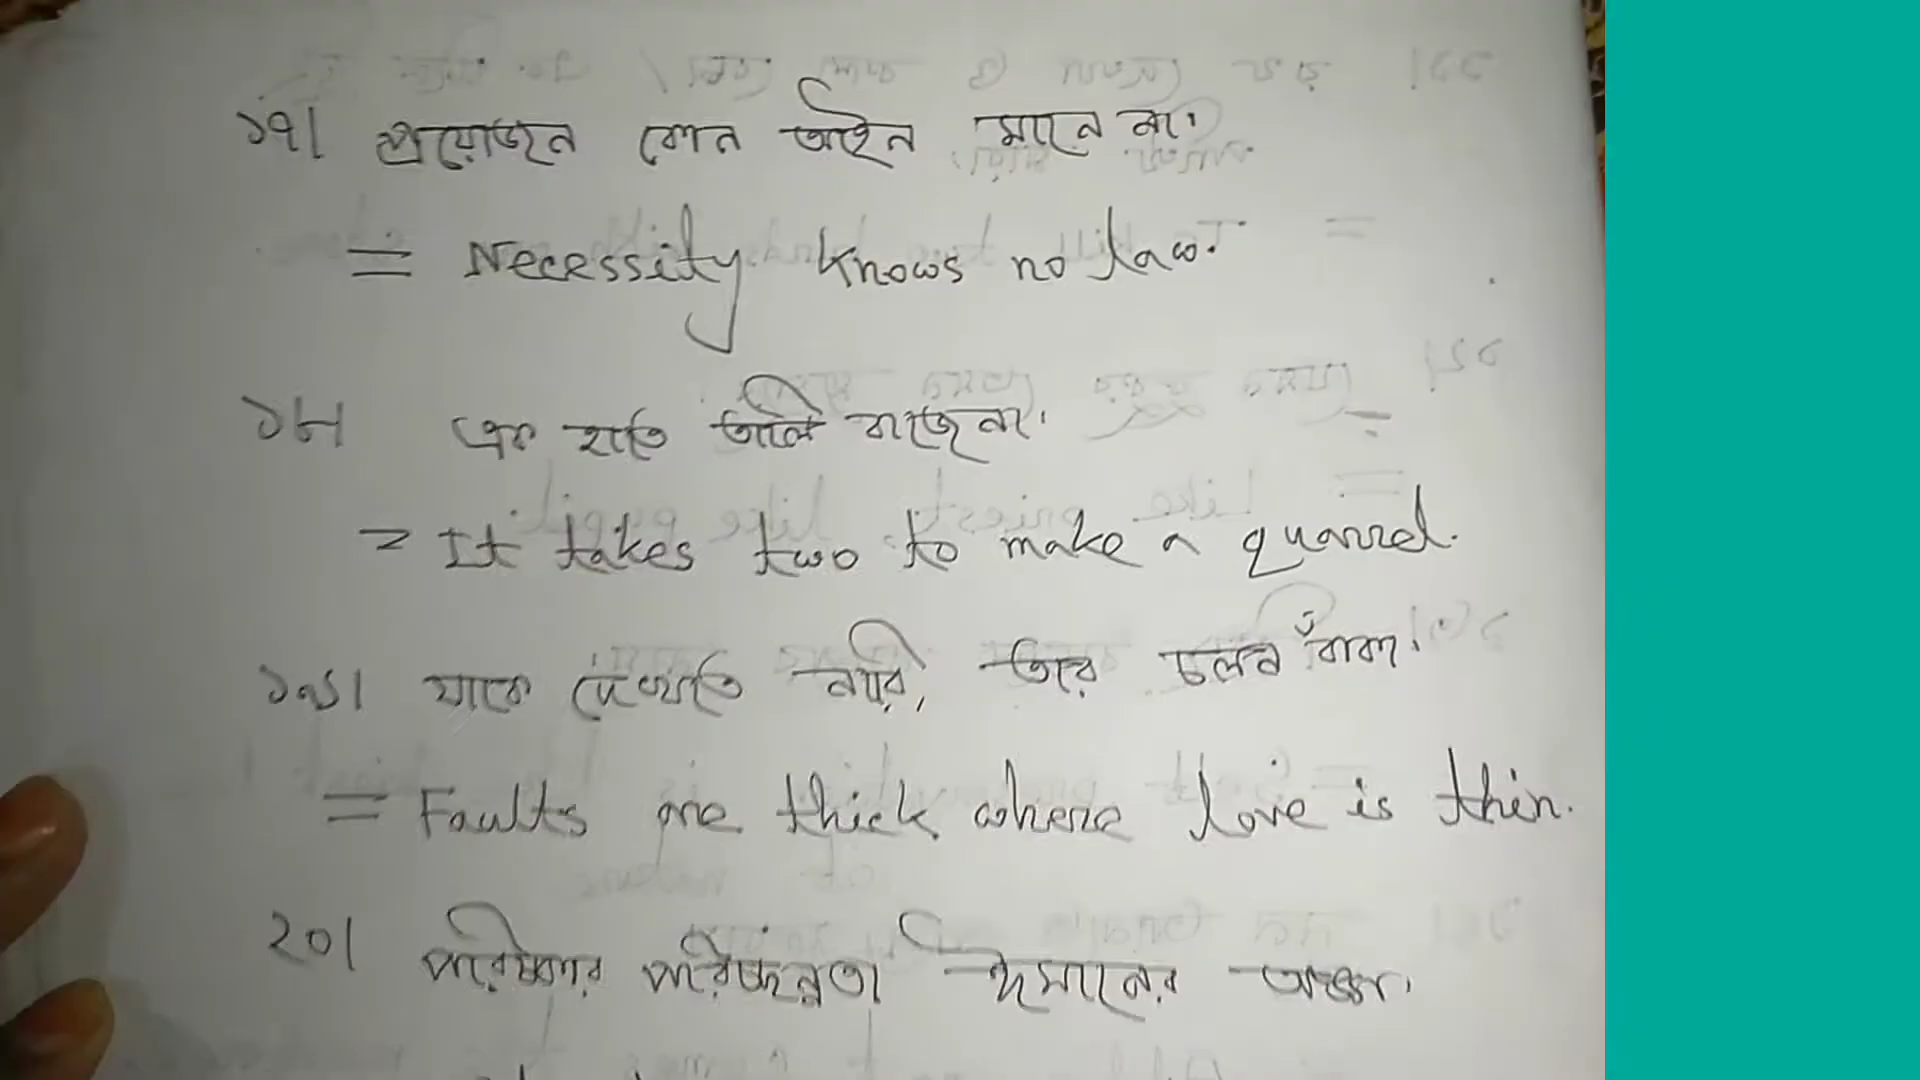 ১৭। প্রয়োজন কোন আইন মানে না।
= Necessity knows no law.
১৮। এক হাতে তালি বাজে না।
= It takes two to make a quarrel.
১৯। যাকে দেখতে নারি, তার চলন বাঁকা।
= Faults are thick where love is thin.
২০। পরিষ্কার পরিচ্ছন্নতা ঈমানের অঙ্গ।